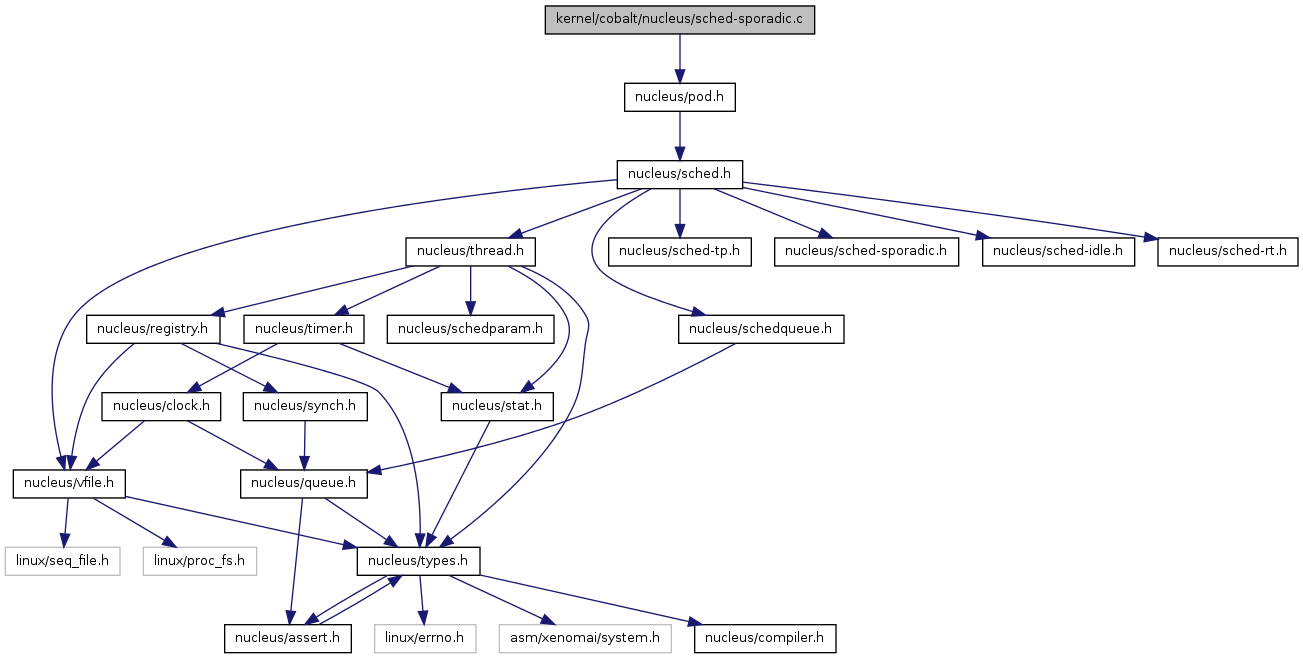 kernel/cobalt/nucleus/sched-sporadic.c
nucleus/pod.h
nucleus/sched.h
nucleus/thread.h
nucleus/sched-tp.h
nucleus/sched-sporadic.h
nucleus/sched-idle.h
nucleus/sched-rt.h
nucleus/registry.h
nucleus/timer.h
nucleus/schedparam.h
nucleus/schedqueue.h
nucleus/clock.h
nucleus/synch.h
nucleus/stat.h
nucleus/vfile.h
nucleus/queue.h
linux/seq_file.h
linux/proc_fs.h
nucleus/types.h
nucleus/assert.h
linux/errno.h
asm/xenomai/system.h
nucleus/compiler.h